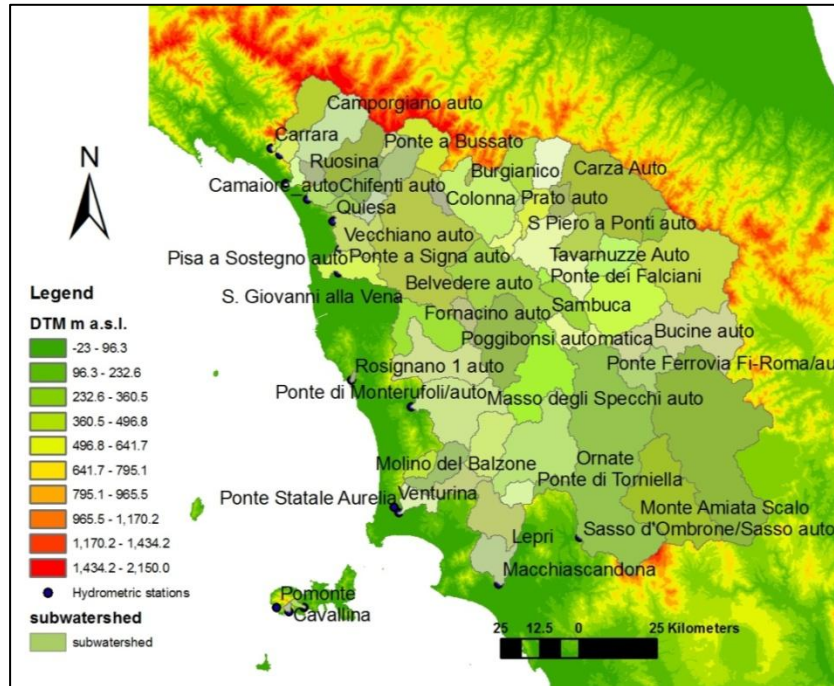 Camporgiano auto
Carrara
Ponte a Bussato
N
Ruosina
Burgianico
Carza Auto
Camaiore_auto
Chifenti auto
Colonna
Prato auto
Quiesa
S Piero a Ponti auto
Vecchiano auto
Pisa a Sostegno auto
Ponte a Signa auto
Tavarnuzze Auto
Ponte dei Falciani
Belvedere auto
S. Giovanni alla Vena
Fornacino auto
Sambuca
Poggibonsi automatica
Bucine auto
Rosignano 1 auto
Ponte Ferrovia Fi-Roma/au
Ponte di Monterufoli/auto
Masso degli Specchi auto
Molino del Balzone
Ornate
Ponte di Torniella
Ponte Statale Aurelia
Venturina
Monte Amiata Scalo
Lepri
Sasso d'Ombrone/Sasso auto
Macchiascandona
Pomonte
Cavallina
Legend
DTM m a.s.l.
-23 - 96.3
96.3 - 232.6
232.6 - 360.5
360.5 - 496.8
496.8 - 641.7
641.7 - 795.1
795.1 - 965.5
965.5 - 1,170.2
1,170.2 - 1,434.2
1,434.2 - 2,150.0
Hydrometric stations
subwatershed
subwatershed
25 12.5 0 25 Kilometers